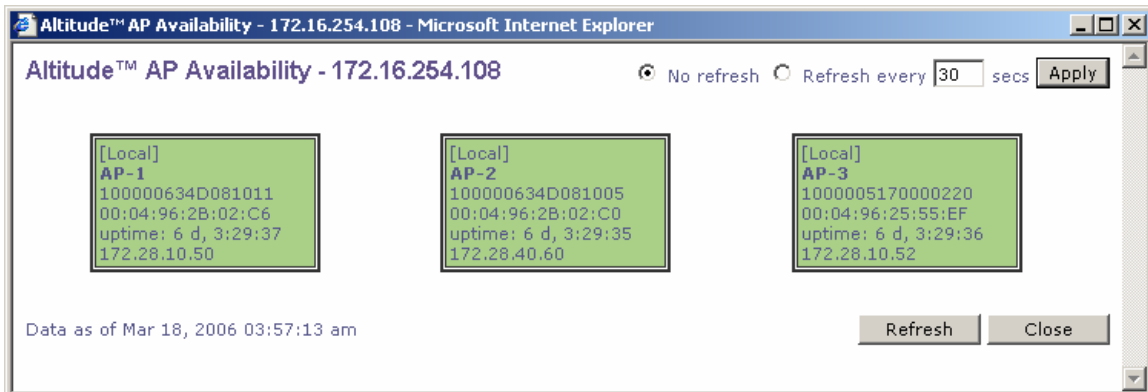 Altitude™ AP Availability - 172.16.254.108 - Microsoft Internet Explorer
Altitude™ AP Availability - 172.16.254.108
No refresh Refresh every 30 secs Apply
[Local]
AP-1
100000634D081011
00:04:96:2B:02:C6
uptime: 6 d, 3:29:37
172.28.10.50
[Local]
AP-2
100000634D081005
00:04:96:2B:02:C0
uptime: 6 d, 3:29:35
172.28.40.60
[Local]
AP-3
1000005170000220
00:04:96:25:55:EF
uptime: 6 d, 3:29:36
172.28.10.52
Data as of Mar 18, 2006 03:57:13 am
Refresh Close